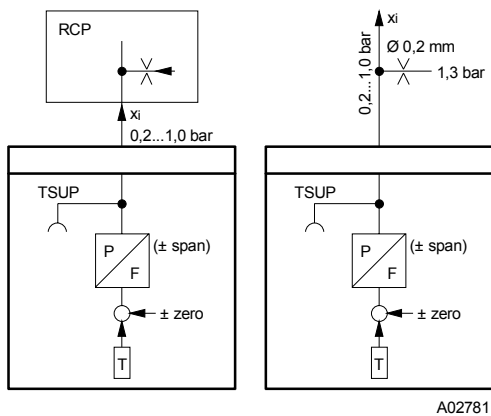 RCP
xi
0,2...1,0 bar
TSUP
P
F
(± span)
± zero
T
xi
Ø 0,2 mm
0,2...1,0 bar
1,3 bar
TSUP
P
F
(± span)
± zero
T
A02781